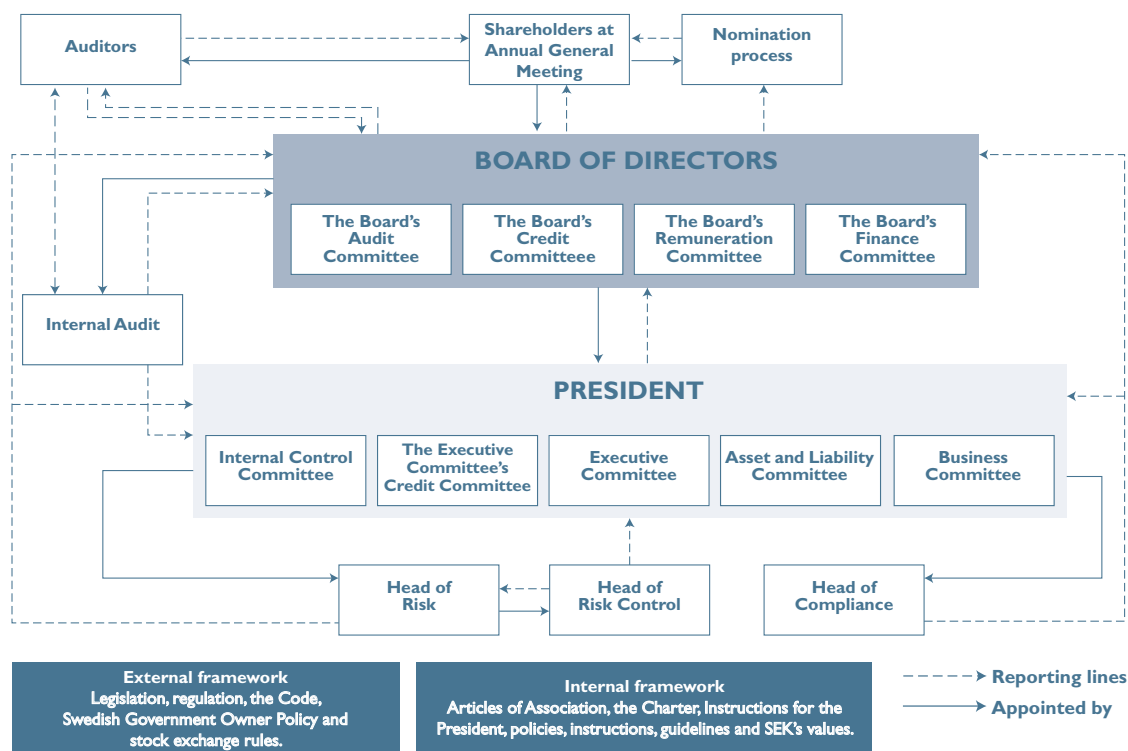 Auditors
Shareholders at
Annual General
Meeting
Nomination
process
BOARD OF DIRECTORS
The Board's
Audit
Committee
The Board's
Credit
Committeee
The Board's
Remuneration
Committee
The Board's
Finance
Committee
Internal Audit
PRESIDENT
Internal Control
Committee
The Executive
Committee's
Credit Committee
Executive
Committee
Asset and Liability
Committee
Business
Committee
Head of
Risk
Head of
Risk Control
Head of
Compliance
External framework
Legislation, regulation, the Code,
Swedish Government Owner Policy and
stock exchange rules.
Internal framework
Articles of Association, the Charter, Instructions for the
President, policies, instructions, guidelines and SEK's values.
Reporting lines
Appointed by